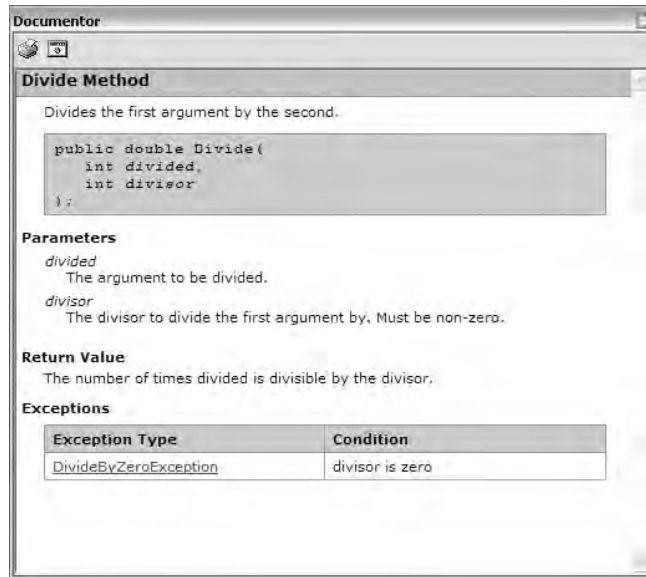 Documentor
Divide Method
Divides the first argument by the second.
public double Divide(
int divided,
int divisor
);
Parameters
divided
The argument to be divided.
divisor
The divisor to divide the first argument by. Must be non-zero.
Return Value
The number of times divided is divisible by the divisor.
Exceptions
Exception Type Condition
DivideByZeroException divisor is zero